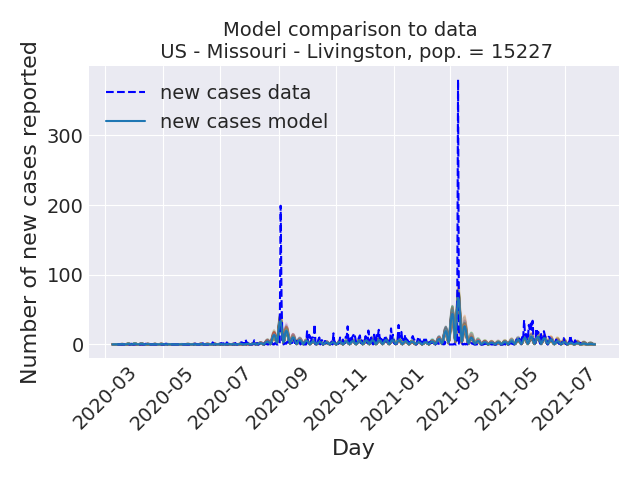 Model comparison to data
US - Missouri - Livingston, pop. = 15227
Number of new cases reported
300
200
100
0
new cases data
new cases model
2020-03
2020-05
2020-07
2020-09
2020-11
2021-01
2021-03
2021-05
2021-07
Day